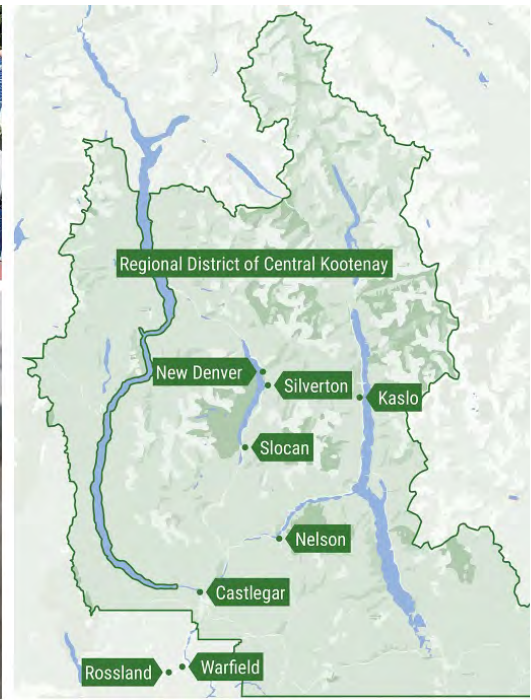 Regional District of Central Kootenay
New Denver
Silverton
Kaslo
Slocan
Nelson
Castlegar
Rossland
Warfield